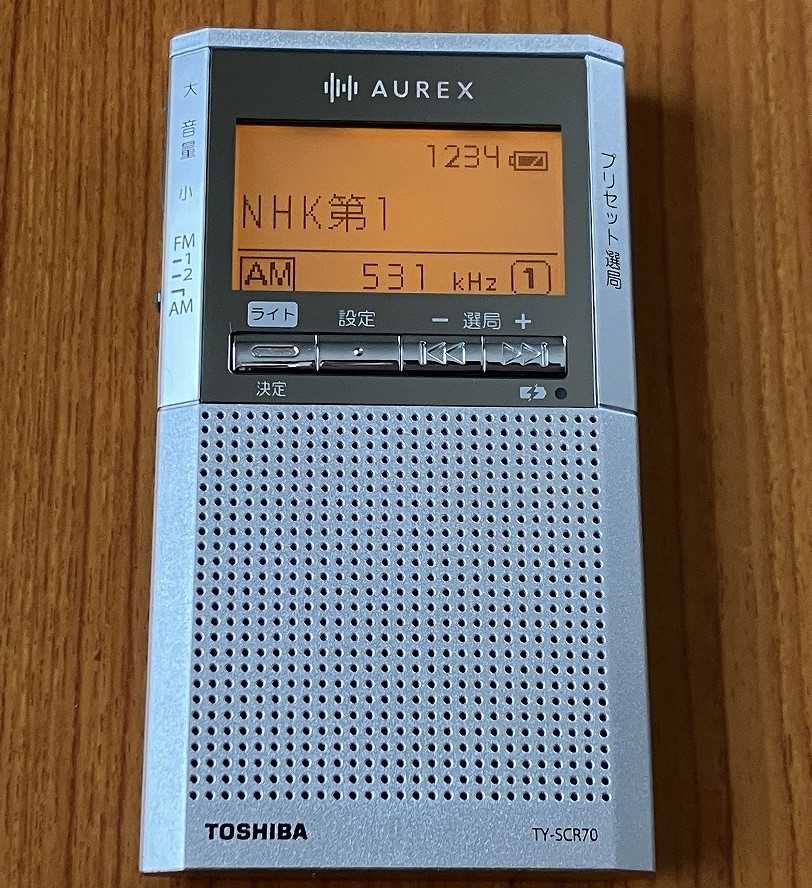 AUREX
1234
NHK第1
AM 531 kHz 1
大
音量
小
FM
1
2
AM
プリセット選局
ライト 設定 － 選局 ＋
決定
TOSHIBA TY-SCR70